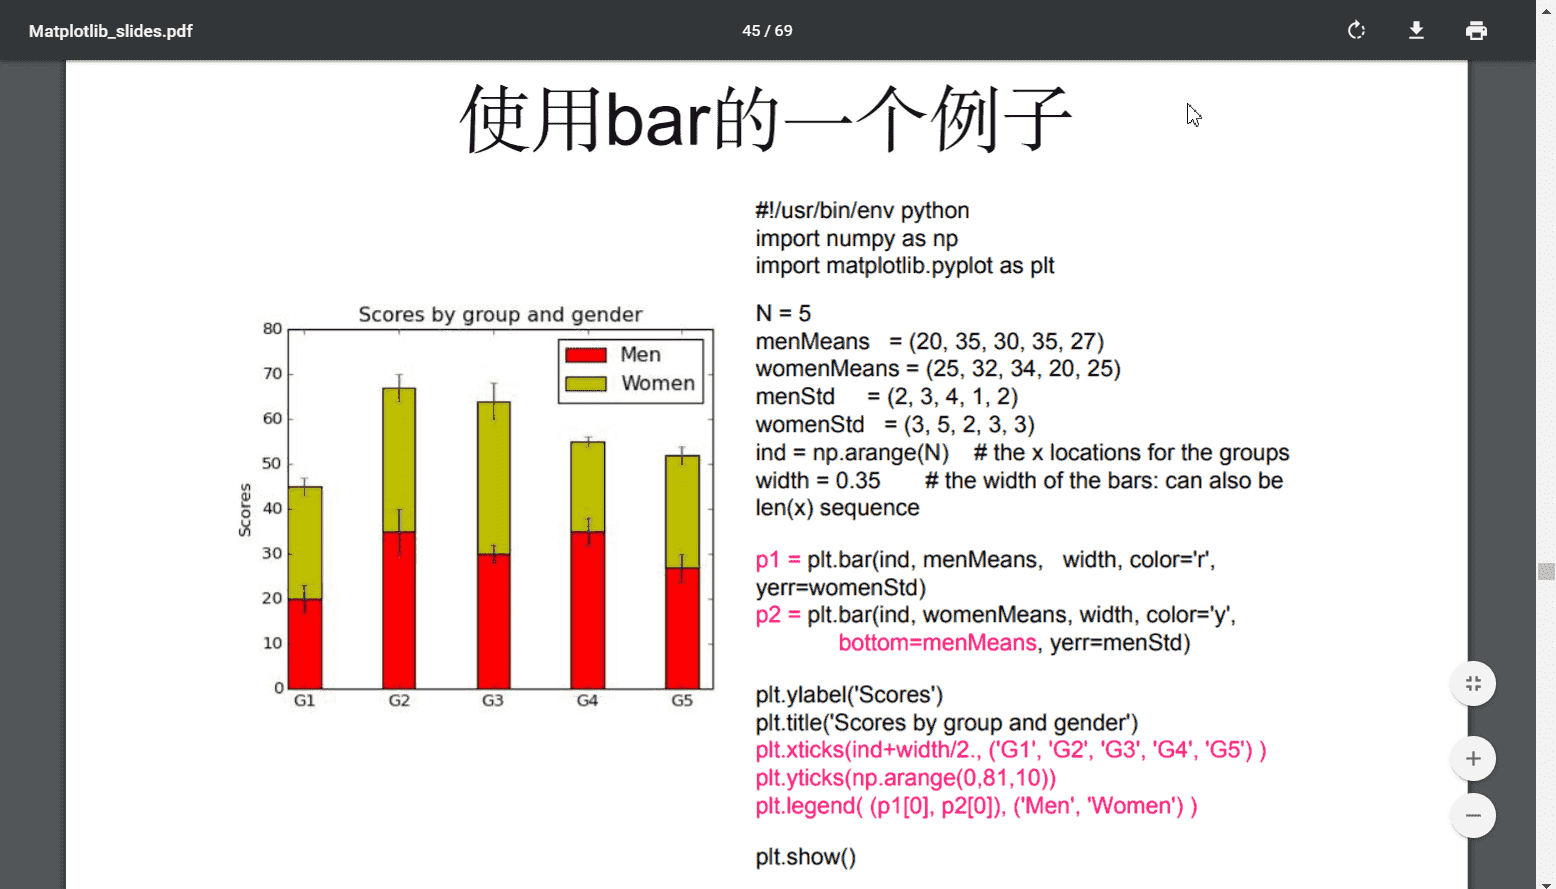 Matplotlib_slides.pdf
45 / 69
使用bar的一个例子
#!/usr/bin/env python
import numpy as np
import matplotlib.pyplot as plt
N = 5
menMeans = (20, 35, 30, 35, 27)
womenMeans = (25, 32, 34, 20, 25)
menStd = (2, 3, 4, 1, 2)
womenStd = (3, 5, 2, 3, 3)
ind = np.arange(N) # the x locations for the groups
width = 0.35 # the width of the bars: can also be
len(x) sequence
p1 = plt.bar(ind, menMeans, width, color='r',
yerr=womenStd)
p2 = plt.bar(ind, womenMeans, width, color='y',
bottom=menMeans, yerr=menStd)
plt.ylabel('Scores')
plt.title('Scores by group and gender')
plt.xticks(ind+width/2., ('G1', 'G2', 'G3', 'G4', 'G5') )
plt.yticks(np.arange(0,81,10))
plt.legend( (p1[0], p2[0]), ('Men', 'Women') )
plt.show()
Scores by group and gender
Men
Women
80
70
60
50
40
30
20
10
0
Scores
G1 G2 G3 G4 G5